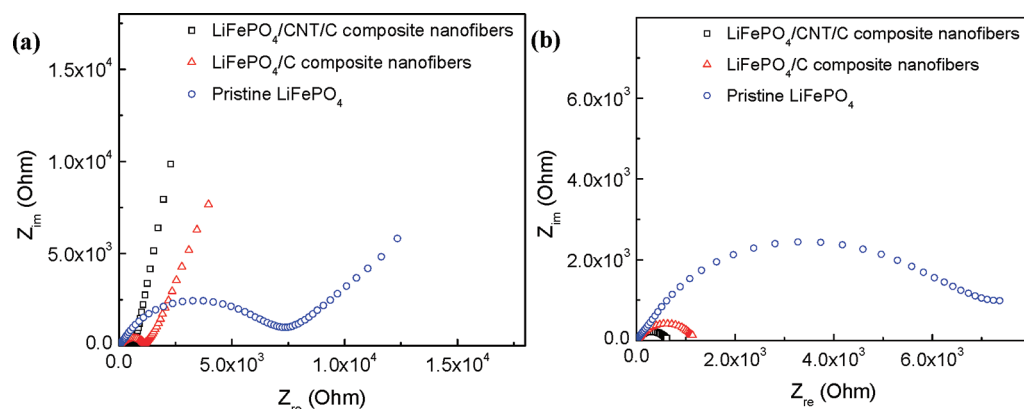 (a)
LiFePO4/CNT/C composite nanofibers
LiFePO4/C composite nanofibers
Pristine LiFePO4
1.5x10^4
1.0x10^4
5.0x10^3
0.0
Zim (Ohm)
0.0
5.0x10^3
1.0x10^4
1.5x10^4
Zre (Ohm)
(b)
LiFePO4/CNT/C composite nanofibers
LiFePO4/C composite nanofibers
Pristine LiFePO4
6.0x10^3
4.0x10^3
2.0x10^3
0.0
Zim (Ohm)
0.0
2.0x10^3
4.0x10^3
6.0x10^3
Zre (Ohm)